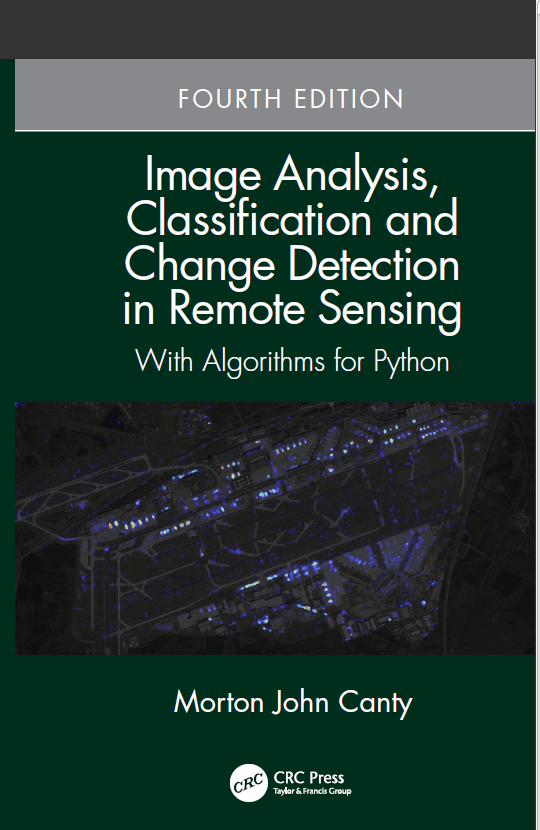 FOURTH EDITION
Image Analysis,
Classification and
Change Detection
in Remote Sensing
With Algorithms for Python
Morton John Canty
CRC
CRC Press
Taylor & Francis Group